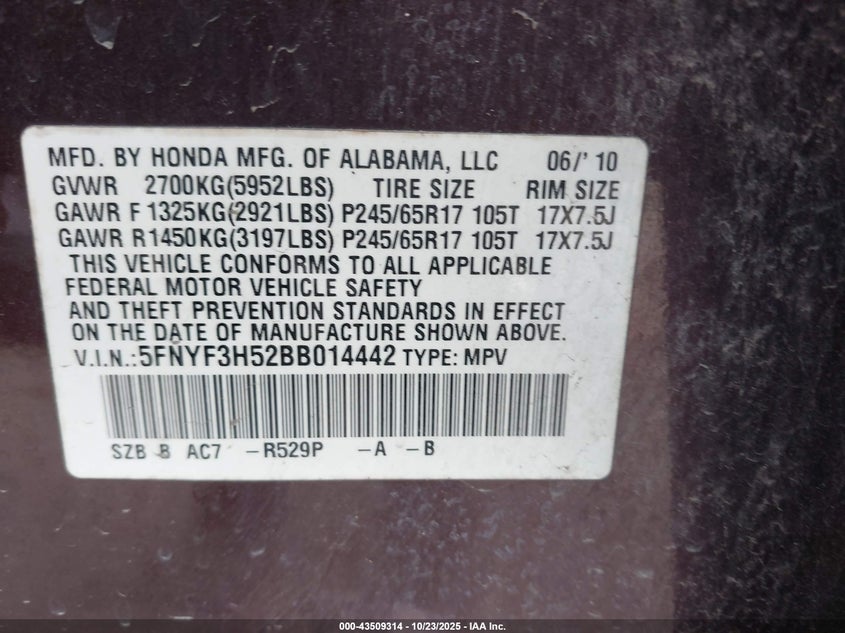 MFD. BY HONDA MFG. OF ALABAMA, LLC 06/'10
GVWR 2700KG(5952LBS) TIRE SIZE RIM SIZE
GAWR F 1325KG(2921LBS) P245/65R17 105T 17X7.5J
GAWR R1450KG(3197LBS) P245/65R17 105T 17X7.5J
THIS VEHICLE CONFORMS TO ALL APPLICABLE
FEDERAL MOTOR VEHICLE SAFETY
AND THEFT PREVENTION STANDARDS IN EFFECT
ON THE DATE OF MANUFACTURE SHOWN ABOVE.
V.I.N.:5FNYF3H52BB014442 TYPE: MPV
SZB B AC7 -R529P -A -B
000-43509314 | 10/23/2025 - IAA Inc.